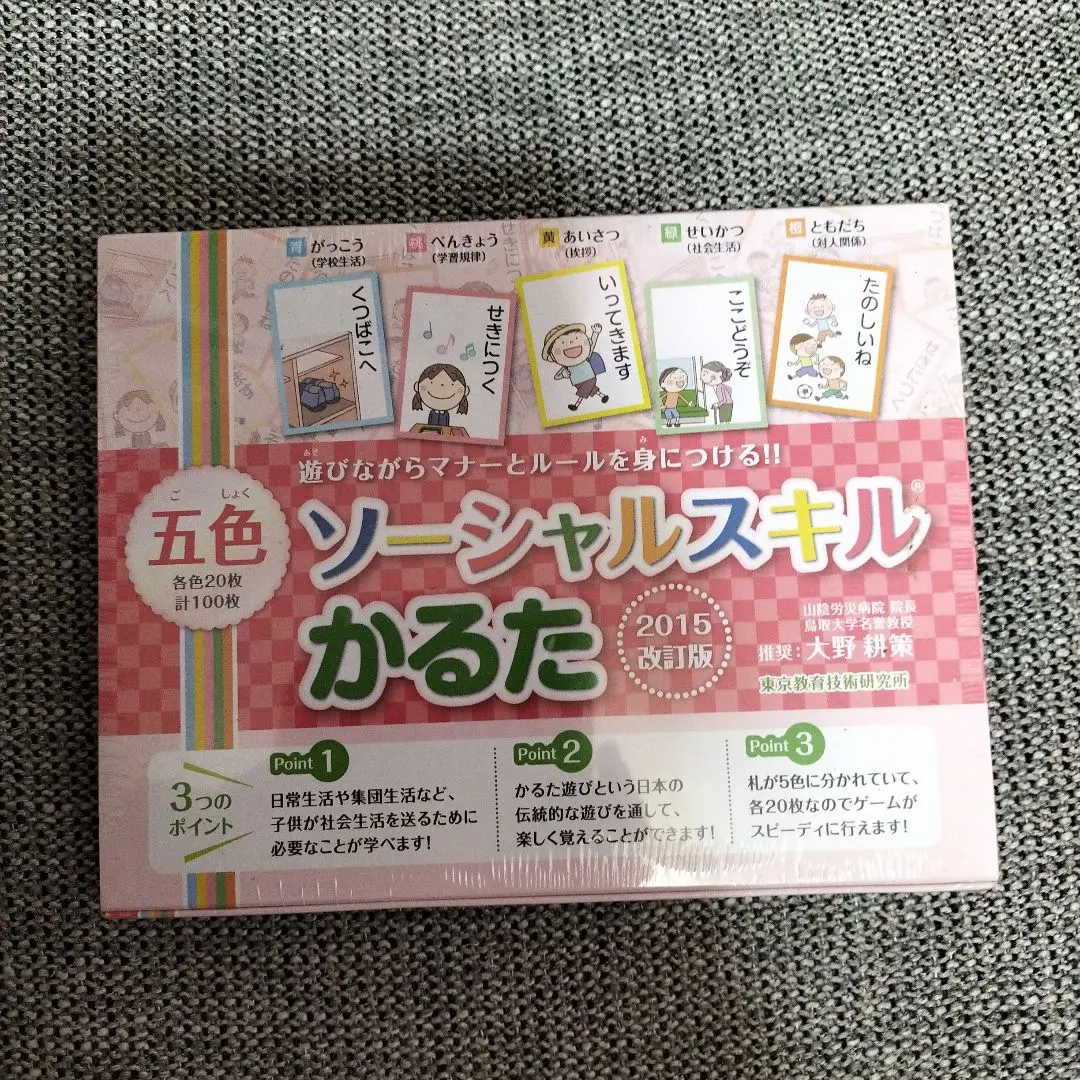 青 がっこう
(学校生活)
桃 べんきょう
(学習規律)
黄 あいさつ
(挨拶)
緑 せいかつ
(社会生活)
橙 ともだち
(対人関係)
くつばこへ
せきにつく
いってきます
ここどうぞ
たのしいね
遊びながらマナーとルールを身につける!!
あそ
み
ご しょく
五色
各色20枚
計100枚
ソーシャルスキル®
かるた
2015
改訂版
山陰労災病院 院長
鳥取大学名誉教授
推奨:大野 耕策
東京教育技術研究所
3つの
ポイント
Point 1
日常生活や集団生活など、
子供が社会生活を送るために
必要なことが学べます!
Point 2
かるた遊びという日本の
伝統的な遊びを通して、
楽しく覚えることができます!
Point 3
札が5色に分かれていて、
各20枚なのでゲームが
スピーディに行えます!